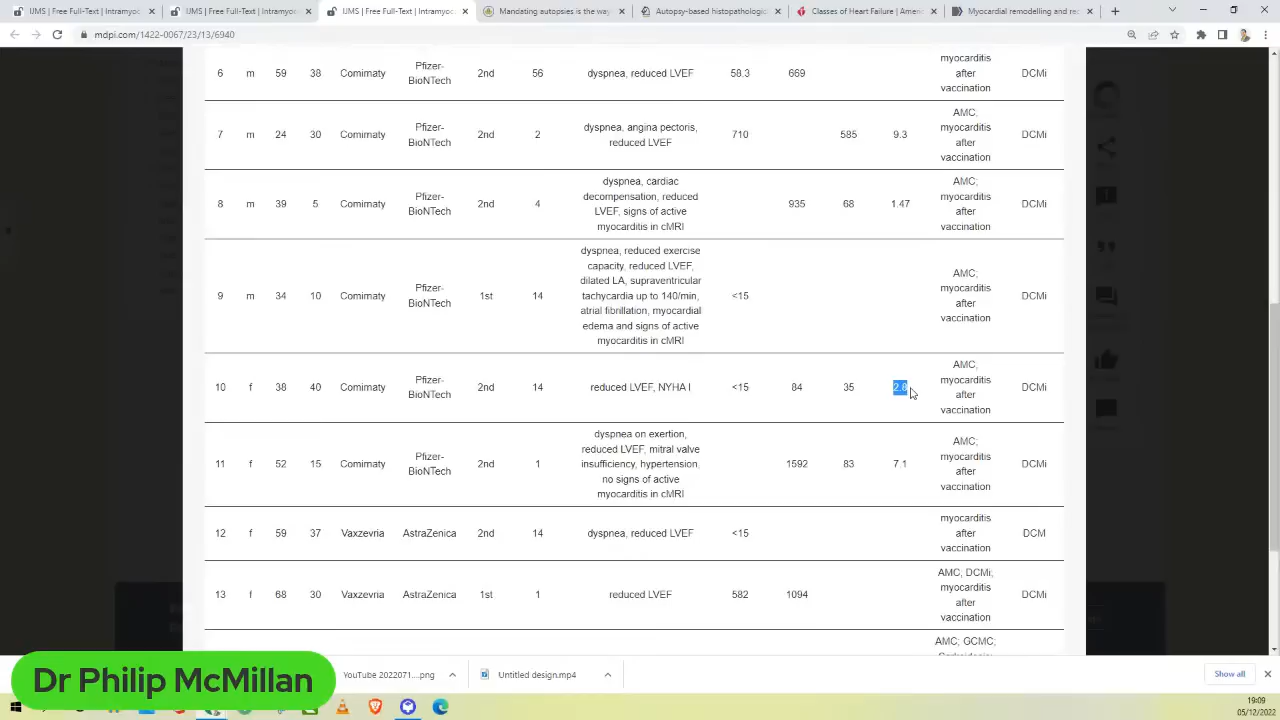 IJMS | Free Full-Text | Intramyoc
IJMS | Free Full-Text | Intramyoc
IJMS | Free Full-Text | Intramyoc
Mandating autopsies is the way
Autopsy-based histopathologic
Classes of Heart Failure | Ameri
Myocardial remodelling and rec
mdpi.com/1422-0067/23/13/6940
6 m 59 38 Comirnaty Pfizer-BioNTech 2nd 56 dyspnea, reduced LVEF 58.3 669 myocarditis after vaccination DCMi
7 m 24 30 Comirnaty Pfizer-BioNTech 2nd 2 dyspnea, angina pectoris, reduced LVEF 710 585 9.3 AMC; myocarditis after vaccination DCMi
8 m 39 5 Comirnaty Pfizer-BioNTech 2nd 4 dyspnea, cardiac decompensation, reduced LVEF, signs of active myocarditis in cMRI 935 68 1.47 AMC; myocarditis after vaccination DCMi
9 m 34 10 Comirnaty Pfizer-BioNTech 1st 14 dyspnea, reduced exercise capacity, reduced LVEF, dilated LA, supraventricular tachycardia up to 140/min, atrial fibrillation, myocardial edema and signs of active myocarditis in cMRI <15 AMC; myocarditis after vaccination DCMi
10 f 38 40 Comirnaty Pfizer-BioNTech 2nd 14 reduced LVEF, NYHA I <15 84 35 2.8 AMC, myocarditis after vaccination DCMi
11 f 52 15 Comirnaty Pfizer-BioNTech 2nd 1 dyspnea on exertion, reduced LVEF, mitral valve insufficiency, hypertension, no signs of active myocarditis in cMRI 1592 83 7.1 AMC; myocarditis after vaccination DCMi
12 f 59 37 Vaxzevria AstraZenica 2nd 14 dyspnea, reduced LVEF <15 myocarditis after vaccination DCM
13 f 68 30 Vaxzevria AstraZenica 1st 1 reduced LVEF 582 1094 AMC; DCMi; myocarditis after vaccination DCMi
AMC; GCMC;
Dr Philip McMillan
YouTube 2022071....png
Untitled design.mp4
Show all
19:09
05/12/2022